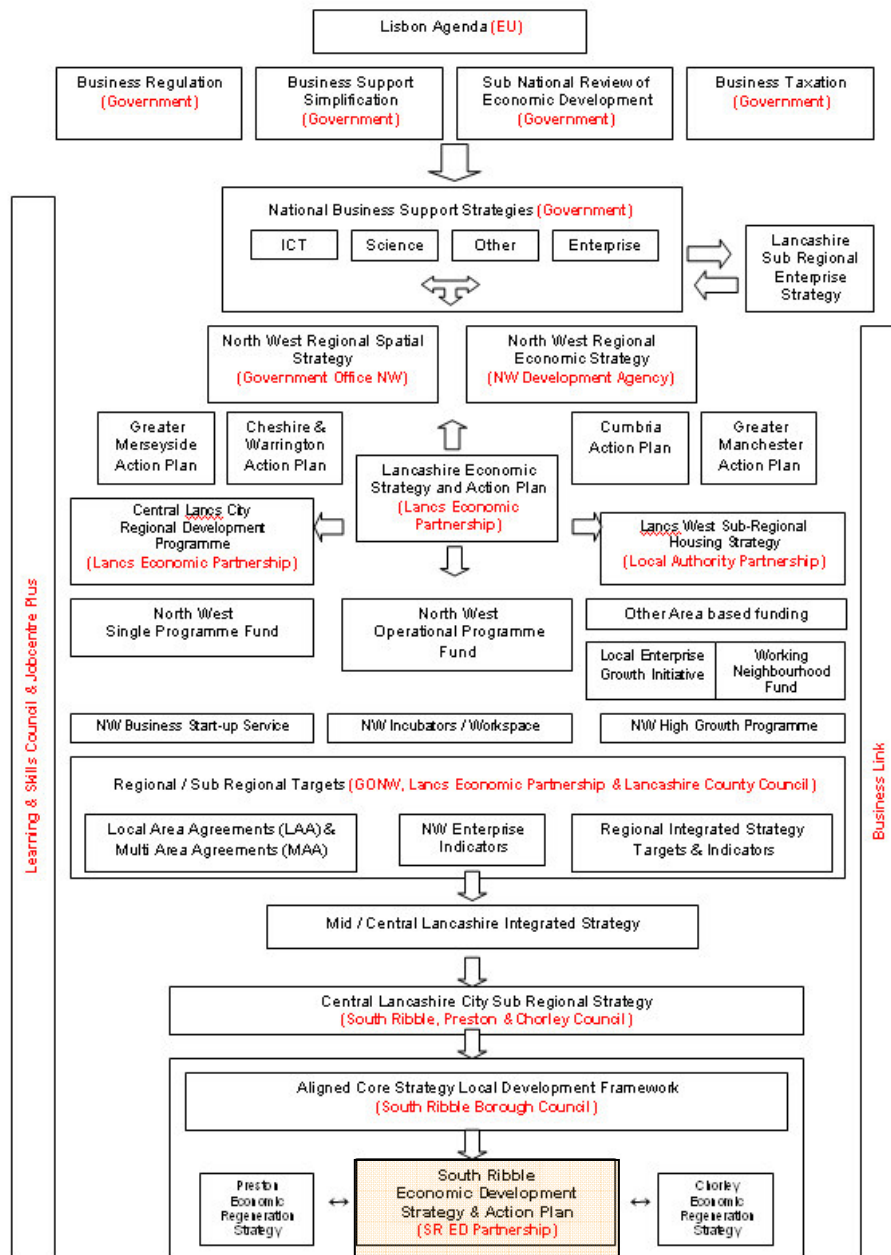 Lisbon Agenda (EU)
Business Regulation
(Government)
Business Support
Simplification
(Government)
Sub National Review of
Economic Development
(Government)
Business Taxation
(Government)
National Business Support Strategies (Government)
ICT
Science
Other
Enterprise
Lancashire
Sub Regional
Enterprise
Strategy
North West Regional Spatial
Strategy
(Government Office NW)
North West Regional
Economic Strategy
(NW Development Agency)
Greater
Merseyside
Action Plan
Cheshire &
Warrington
Action Plan
Lancashire Economic
Strategy and Action Plan
(Lancs Economic
Partnership)
Cumbria
Action Plan
Greater
Manchester
Action Plan
Central Lancs City
Regional Development
Programme
(Lancs Economic Partnership)
Lancs West Sub-Regional
Housing Strategy
(Local Authority Partnership)
North West
Single Programme Fund
North West
Operational Programme
Fund
Other Area based funding
Local Enterprise
Growth Initiative
Working
Neighbourhood
Fund
NW Business Start-up Service
NW Incubators / Workspace
NW High Growth Programme
Regional / Sub Regional Targets (GONW, Lancs Economic Partnership & Lancashire County Council)
Local Area Agreements (LAA) &
Multi Area Agreements (MAA)
NW Enterprise
Indicators
Regional Integrated Strategy
Targets & Indicators
Mid / Central Lancashire Integrated Strategy
Central Lancashire City Sub Regional Strategy
(South Ribble, Preston & Chorley Council)
Aligned Core Strategy Local Development Framework
(South Ribble Borough Council)
Preston
Economic
Regeneration
Strategy
South Ribble
Economic Development
Strategy & Action Plan
(SR ED Partnership)
Chorley
Economic
Regeneration
Strategy
Learning & Skills Council & Jobcentre Plus
Business Link